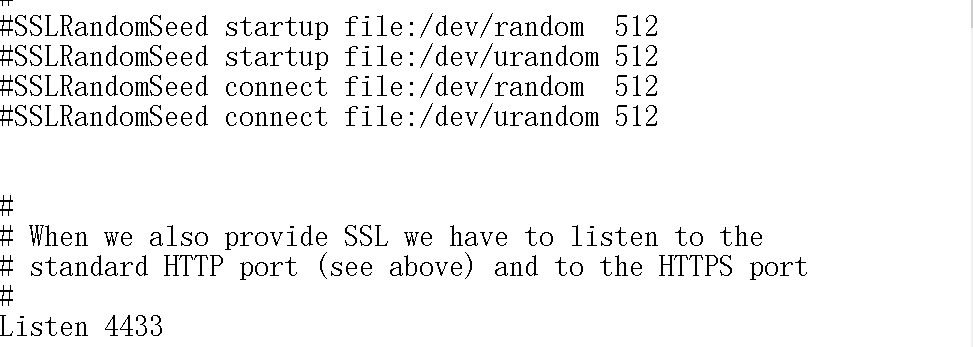 #
#SSLRandomSeed startup file:/dev/random  512
#SSLRandomSeed startup file:/dev/urandom 512
#SSLRandomSeed connect file:/dev/random  512
#SSLRandomSeed connect file:/dev/urandom 512
#
# When we also provide SSL we have to listen to the
# standard HTTP port (see above) and to the HTTPS port
#
Listen 4433